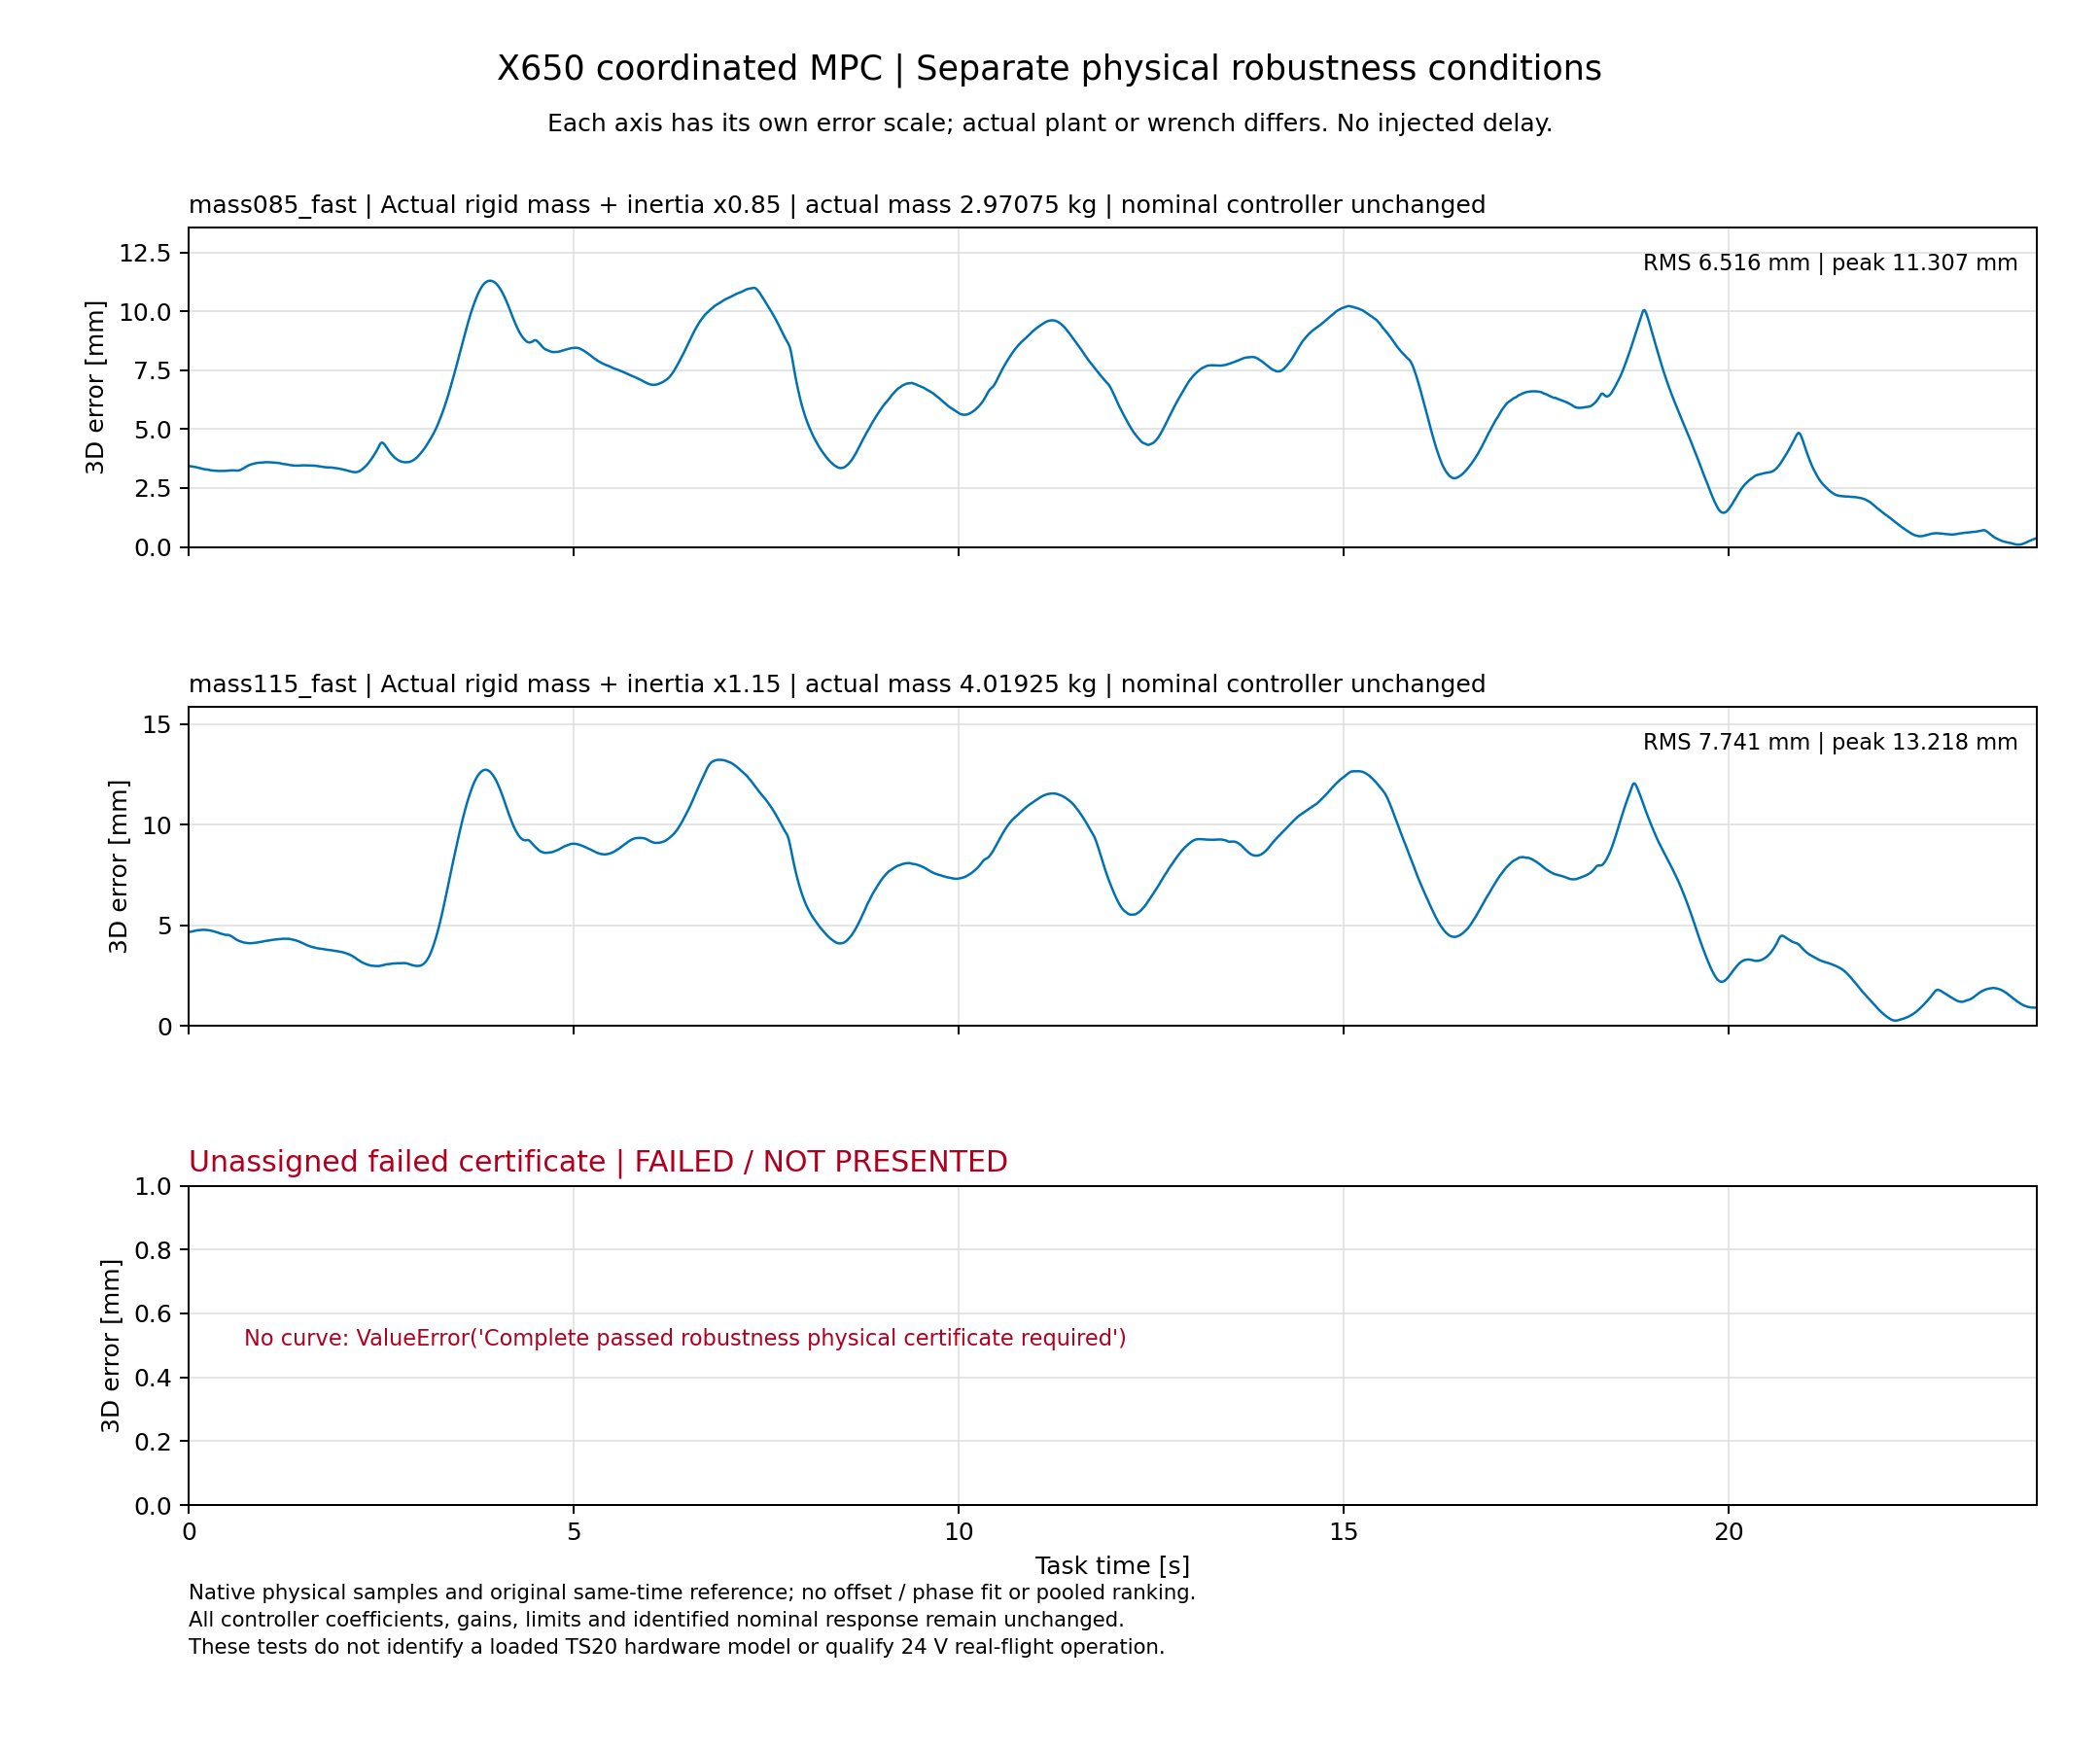 X650 coordinated MPC | Separate physical robustness conditions
Each axis has its own error scale; actual plant or wrench differs. No injected delay.
mass085_fast | Actual rigid mass + inertia x0.85 | actual mass 2.97075 kg | nominal controller unchanged
12.5
10.0
7.5
5.0
2.5
0.0
3D error [mm]
RMS 6.516 mm | peak 11.307 mm
mass115_fast | Actual rigid mass + inertia x1.15 | actual mass 4.01925 kg | nominal controller unchanged
15
10
5
0
3D error [mm]
RMS 7.741 mm | peak 13.218 mm
Unassigned failed certificate | FAILED / NOT PRESENTED
1.0
0.8
0.6
0.4
0.2
0.0
3D error [mm]
No curve: ValueError('Complete passed robustness physical certificate required')
0 5 10 15 20
Task time [s]
Native physical samples and original same-time reference; no offset / phase fit or pooled ranking.
All controller coefficients, gains, limits and identified nominal response remain unchanged.
These tests do not identify a loaded TS20 hardware model or qualify 24 V real-flight operation.